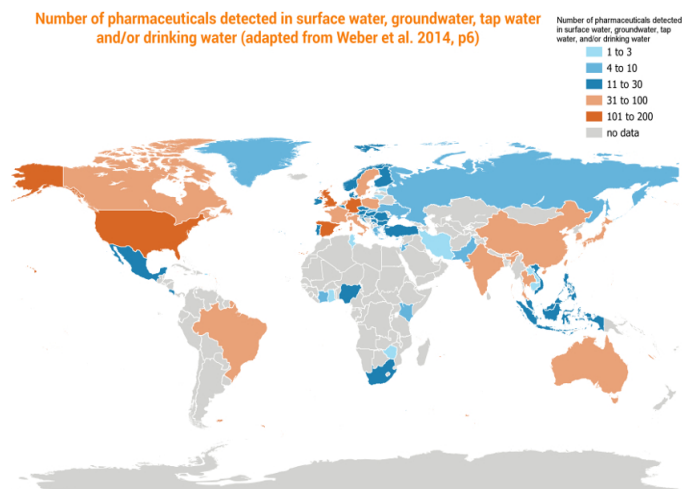 Number of pharmaceuticals detected in surface water, groundwater, tap water
and/or drinking water (adapted from Weber et al. 2014, p6)
Number of pharmaceuticals detected
in surface water, groundwater, tap
water, and/or drinking water
1 to 3
4 to 10
11 to 30
31 to 100
101 to 200
no data